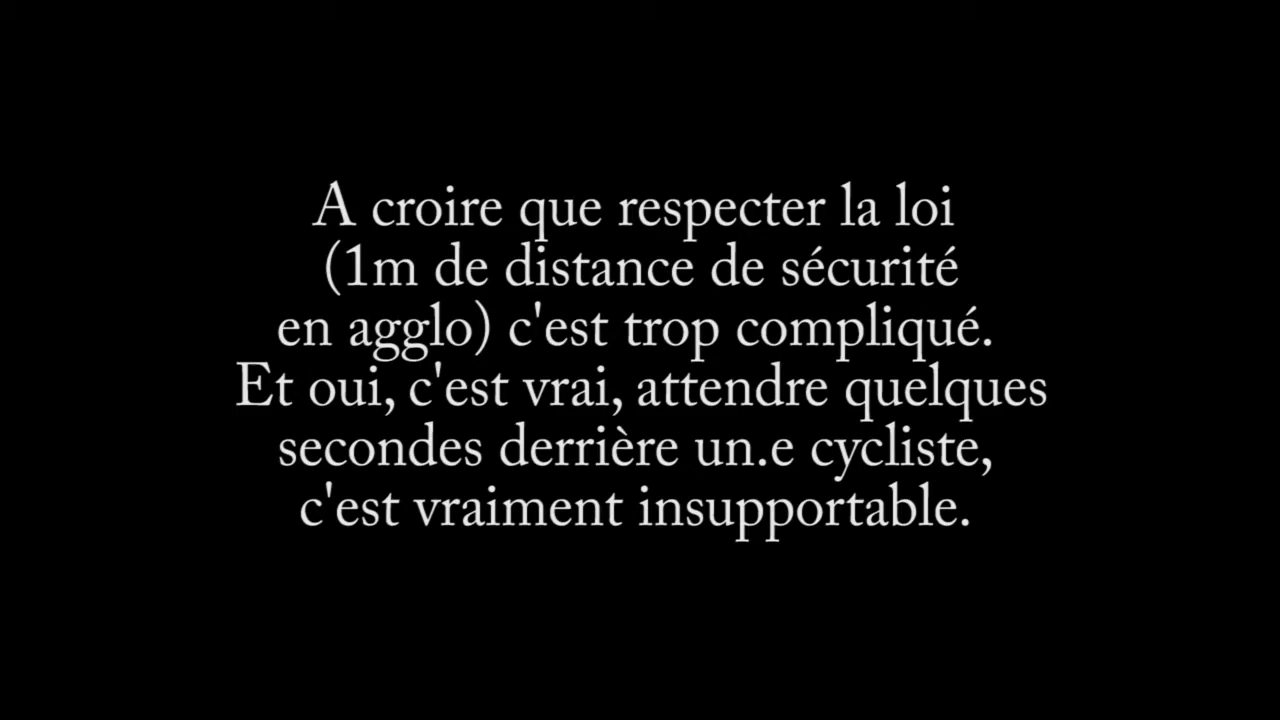 A croire que respecter la loi
(1m de distance de sécurité
en agglo) c'est trop compliqué.
Et oui, c'est vrai, attendre quelques
secondes derrière un.e cycliste,
c'est vraiment insupportable.